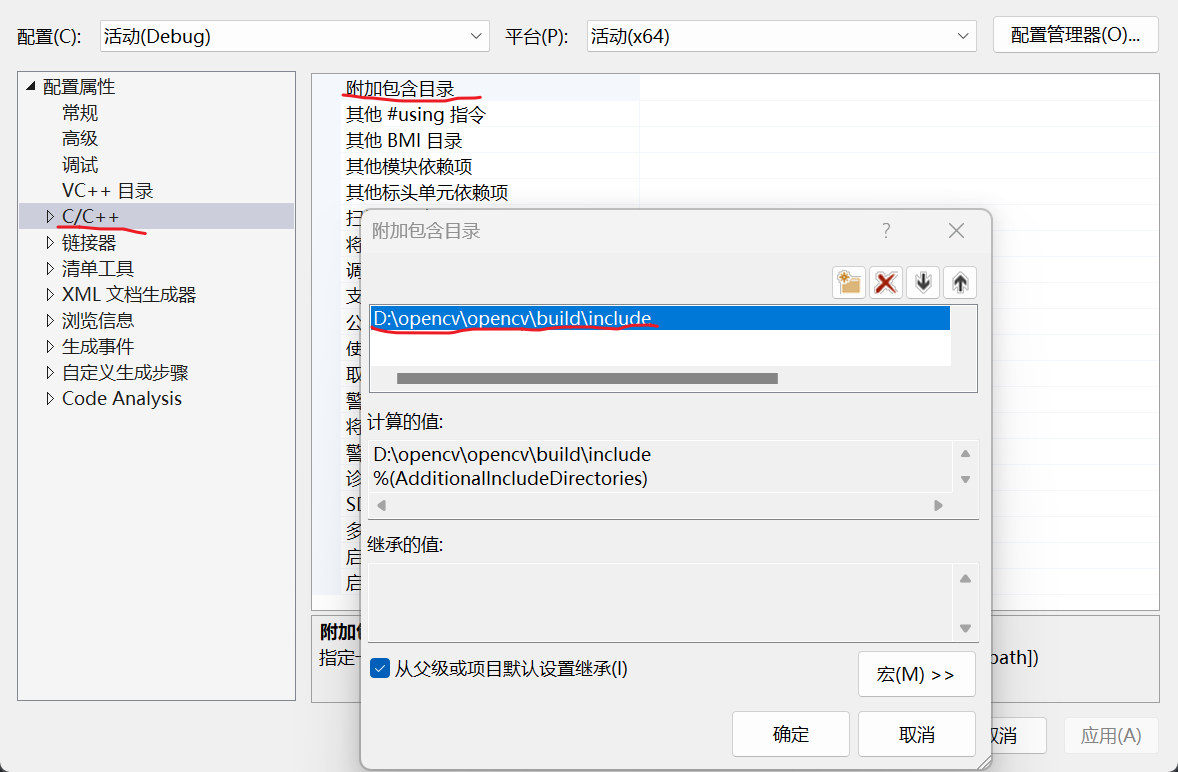 配置(C):
活动(Debug)
平台(P):
活动(x64)
配置管理器(O)...
配置属性
常规
高级
调试
VC++ 目录
C/C++
链接器
清单工具
XML 文档生成器
浏览信息
生成事件
自定义生成步骤
Code Analysis
附加包含目录
其他 #using 指令
其他 BMI 目录
其他模块依赖项
其他标头单元依赖项
扫
将
调
支
公
使
取
警
将
警
诊
SD
多
启
启
附加包含目录
?
D:\opencv\opencv\build\include
计算的值:
D:\opencv\opencv\build\include
%(AdditionalIncludeDirectories)
继承的值:
从父级或项目默认设置继承(I)
宏(M) >>
确定
取消
附加
指定
path])
取消
应用(A)